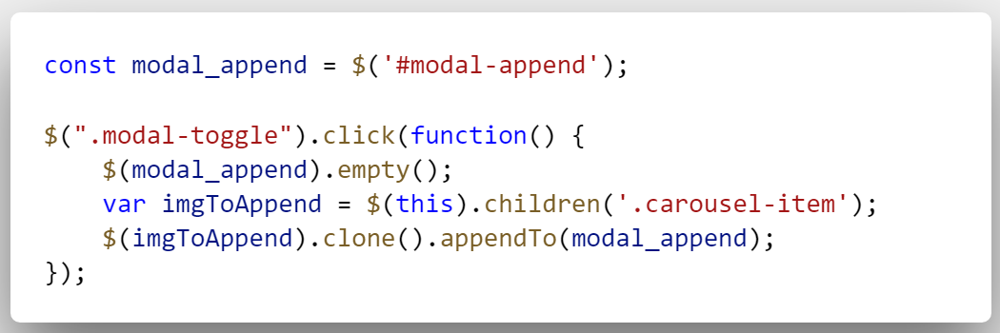 const modal_append = $('#modal-append');
$(".modal-toggle").click(function() {
    $(modal_append).empty();
    var imgToAppend = $(this).children('.carousel-item');
    $(imgToAppend).clone().appendTo(modal_append);
});